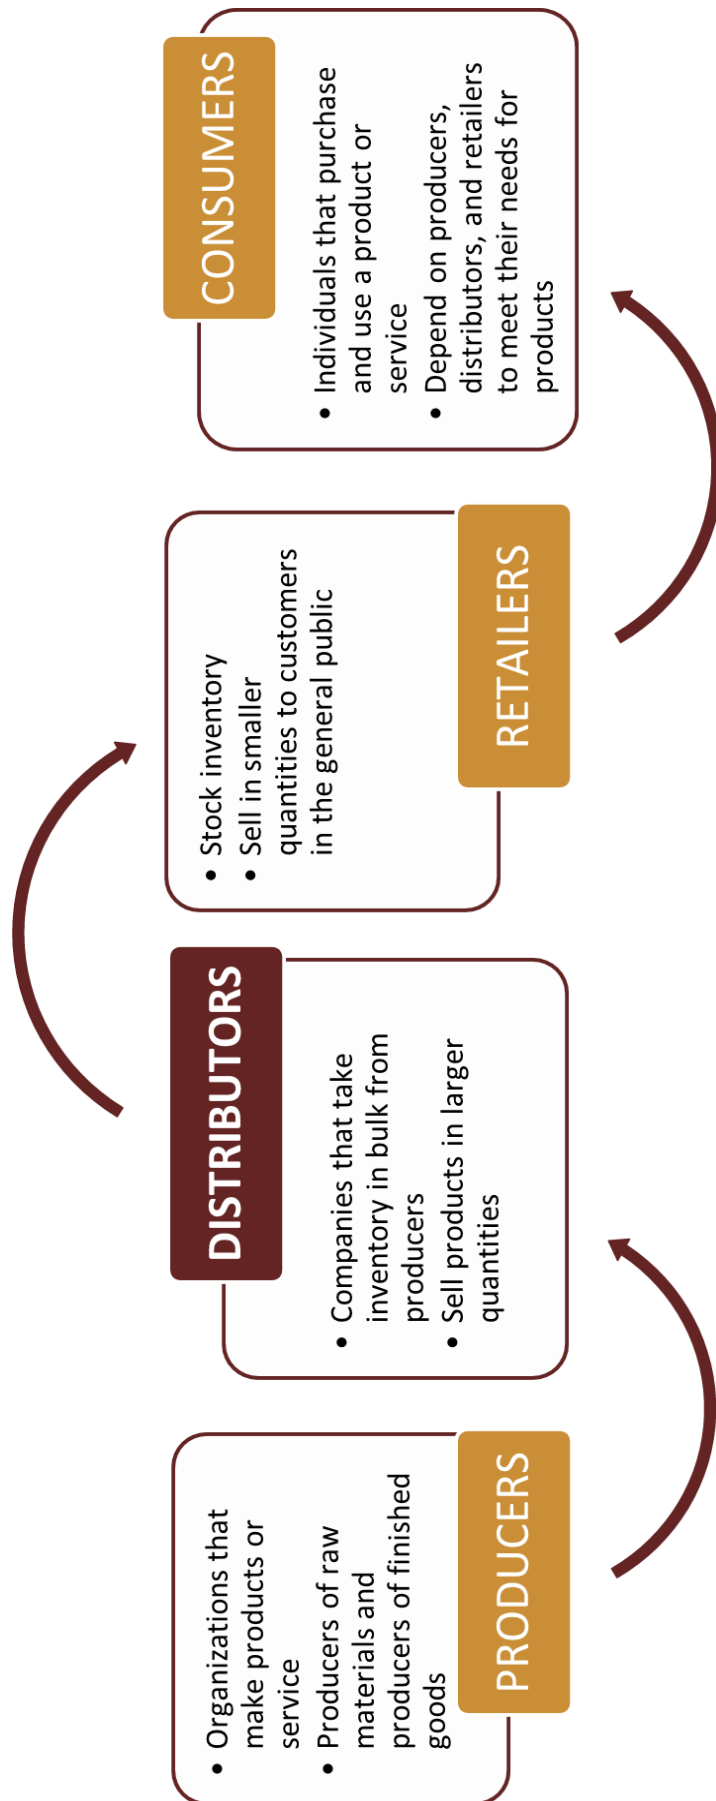 • Organizations that
make products or
service
• Producers of raw
materials and
producers of finished
goods
PRODUCERS
DISTRIBUTORS
• Companies that take
inventory in bulk from
producers
• Sell products in larger
quantities
• Stock inventory
• Sell in smaller
quantities to customers
in the general public
RETAILERS
CONSUMERS
• Individuals that purchase
and use a product or
service
• Depend on producers,
distributors, and retailers
to meet their needs for
products